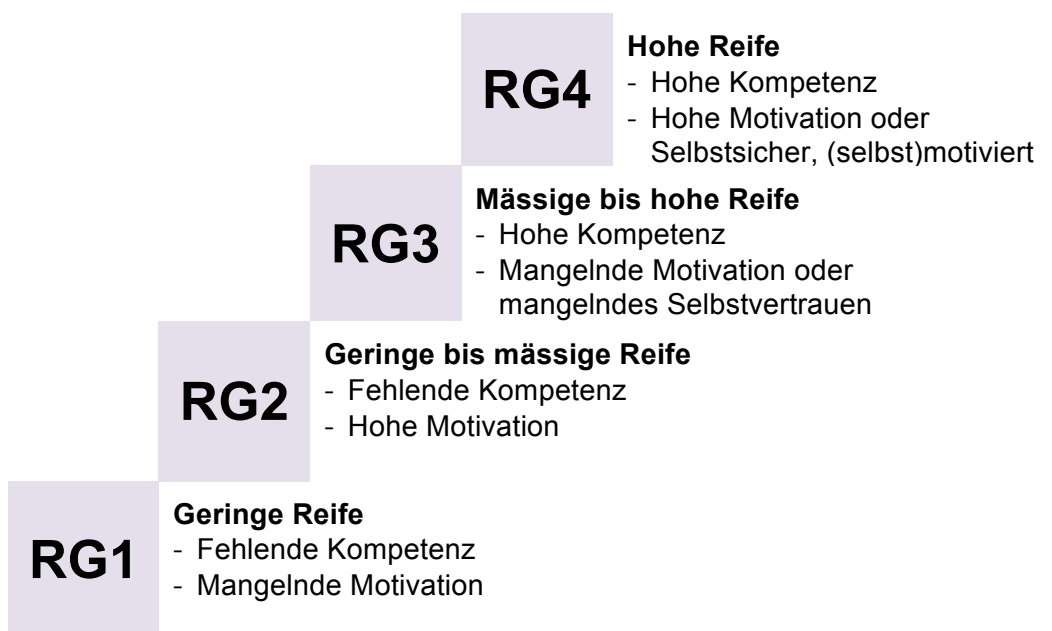 RG4
Hohe Reife
- Hohe Kompetenz
- Hohe Motivation oder
Selbstsicher, (selbst)motiviert
RG3
Mässige bis hohe Reife
- Hohe Kompetenz
- Mangelnde Motivation oder
mangelndes Selbstvertrauen
RG2
Geringe bis mässige Reife
- Fehlende Kompetenz
- Hohe Motivation
RG1
Geringe Reife
- Fehlende Kompetenz
- Mangelnde Motivation